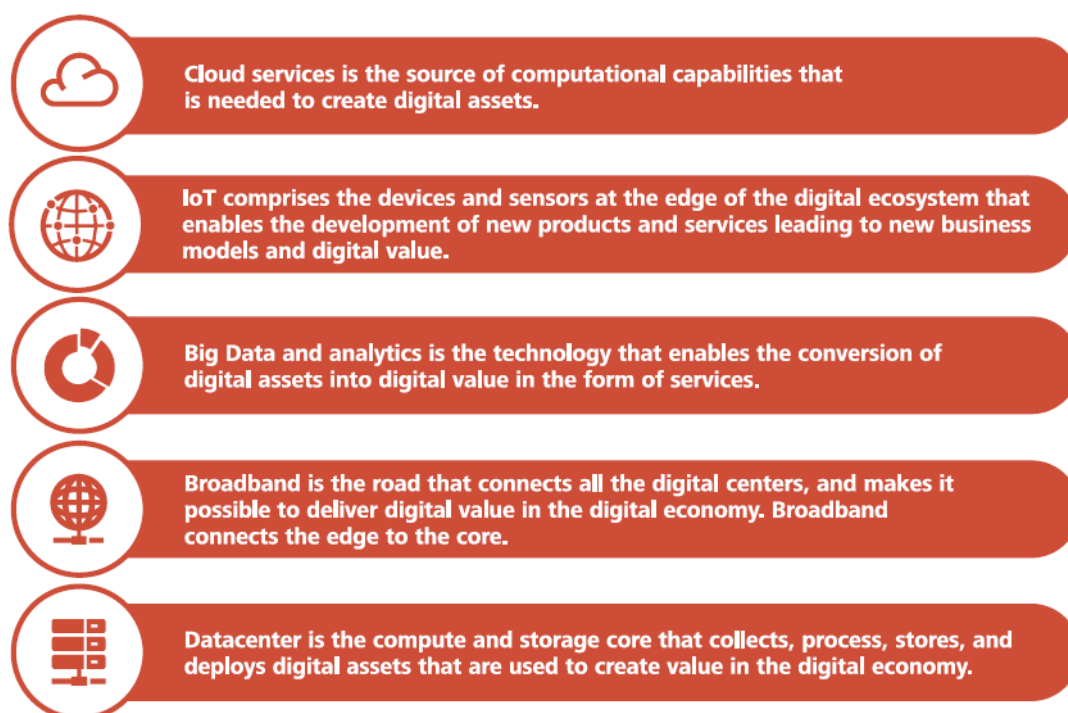 Cloud services is the source of computational capabilities that
is needed to create digital assets.
IoT comprises the devices and sensors at the edge of the digital ecosystem that
enables the development of new products and services leading to new business
models and digital value.
Big Data and analytics is the technology that enables the conversion of
digital assets into digital value in the form of services.
Broadband is the road that connects all the digital centers, and makes it
possible to deliver digital value in the digital economy. Broadband
connects the edge to the core.
Datacenter is the compute and storage core that collects, process, stores, and
deploys digital assets that are used to create value in the digital economy.